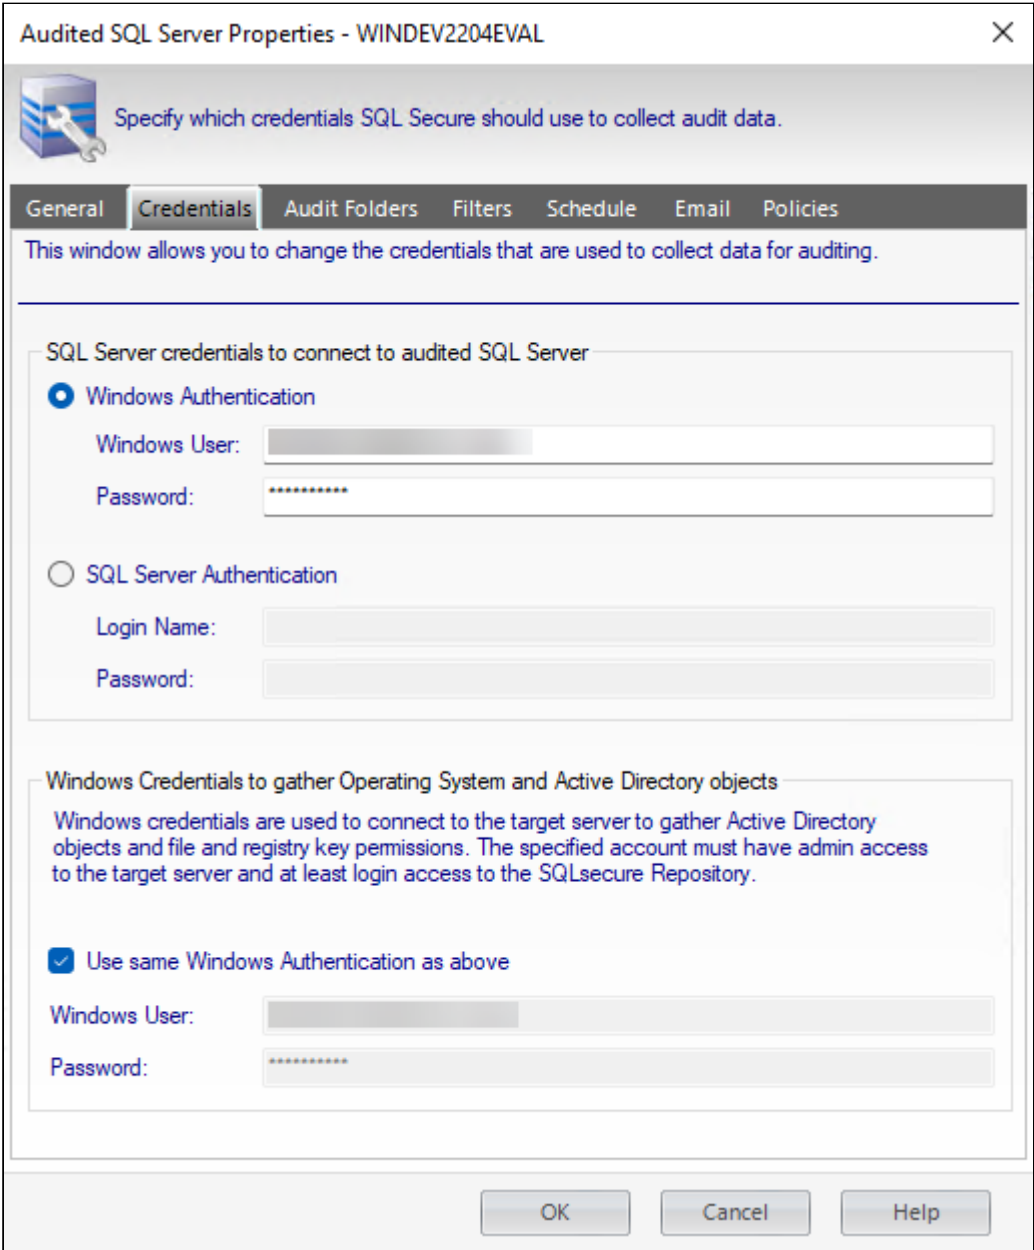 Audited SQL Server Properties - WINDEV2204EVAL
Specify which credentials SQL Secure should use to collect audit data.
General Credentials Audit Folders Filters Schedule Email Policies
This window allows you to change the credentials that are used to collect data for auditing.
SQL Server credentials to connect to audited SQL Server
Windows Authentication
Windows User:
Password: **********
SQL Server Authentication
Login Name:
Password:
Windows Credentials to gather Operating System and Active Directory objects
Windows credentials are used to connect to the target server to gather Active Directory
objects and file and registry key permissions. The specified account must have admin access
to the target server and at least login access to the SQLsecure Repository.
Use same Windows Authentication as above
Windows User:
Password: **********
OK Cancel Help